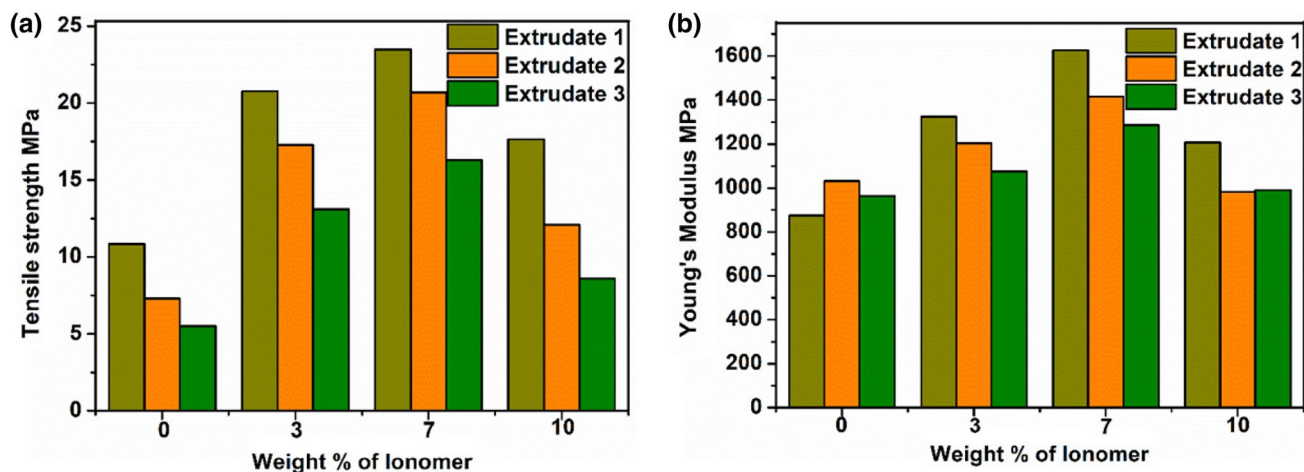 (a)
Tensile strength MPa
25
20
15
10
5
0
Extrudate 1
Extrudate 2
Extrudate 3
0 3 7 10
Weight % of Ionomer
(b)
Young's Modulus MPa
1600
1400
1200
1000
800
600
400
200
0
Extrudate 1
Extrudate 2
Extrudate 3
0 3 7 10
Weight % of Ionomer